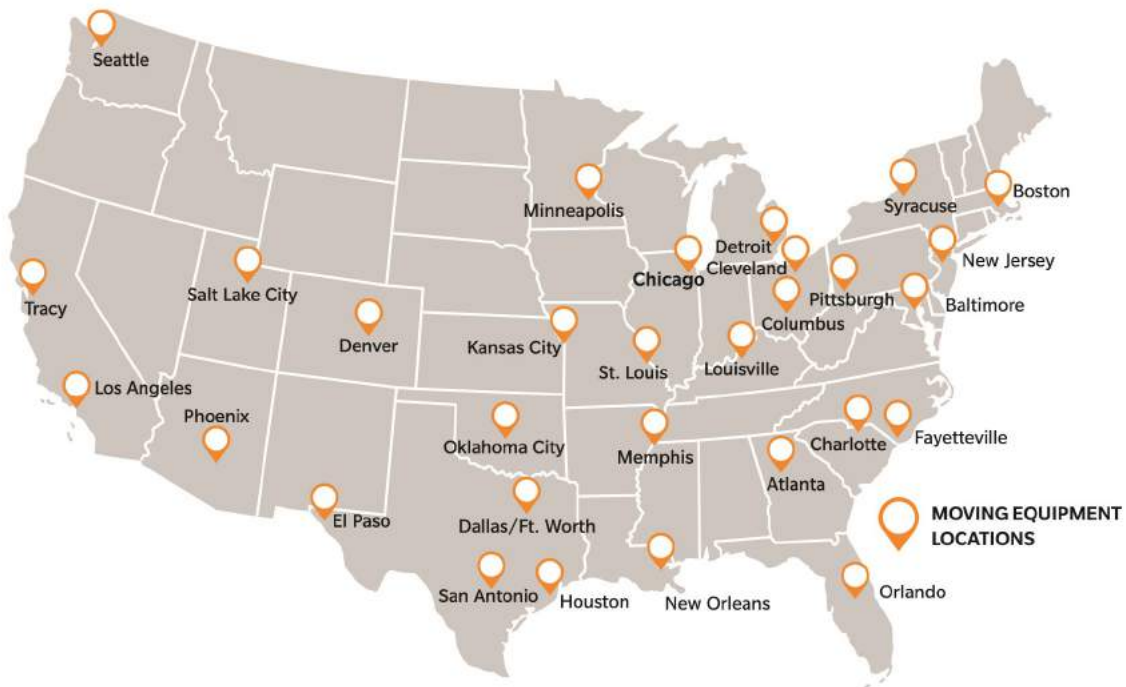 Seattle
Minneapolis
Syracuse
Boston
Detroit
Cleveland
New Jersey
Chicago
Salt Lake City
Pittsburgh
Baltimore
Tracy
Columbus
Denver
Kansas City
St. Louis
Louisville
Los Angeles
Phoenix
Oklahoma City
Memphis
Charlotte
Fayetteville
Atlanta
El Paso
Dallas/Ft. Worth
MOVING EQUIPMENT
LOCATIONS
San Antonio
Houston
New Orleans
Orlando